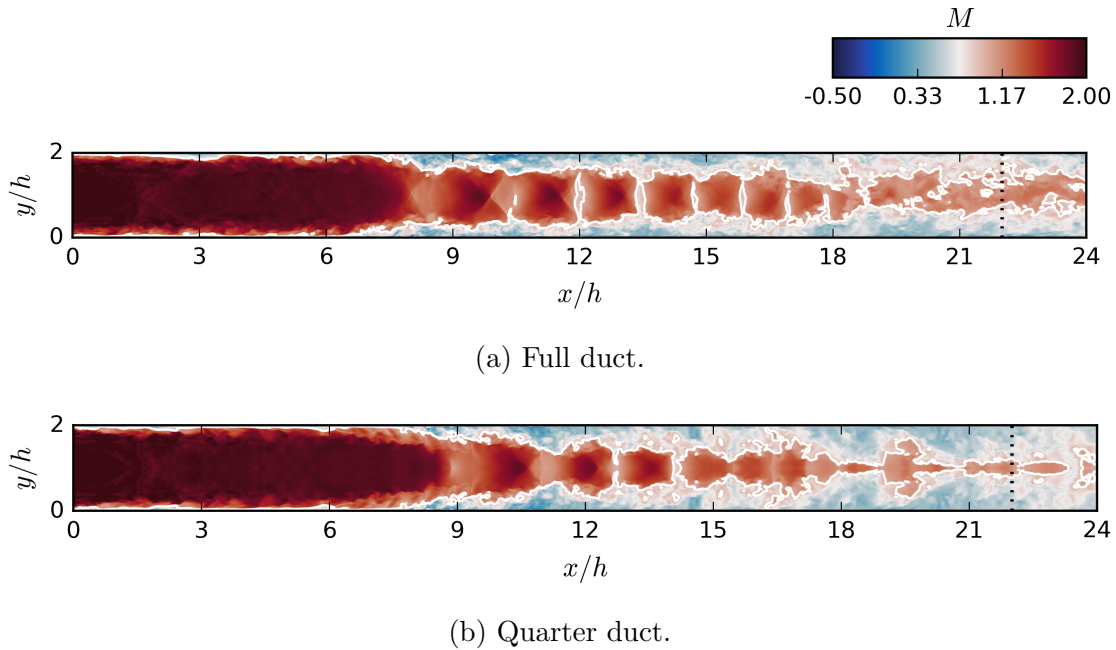 M
-0.50 0.33 1.17 2.00
2
y/h
0
0 3 6 9 12 15 18 21 24
x/h
(a) Full duct.
2
y/h
0
0 3 6 9 12 15 18 21 24
x/h
(b) Quarter duct.